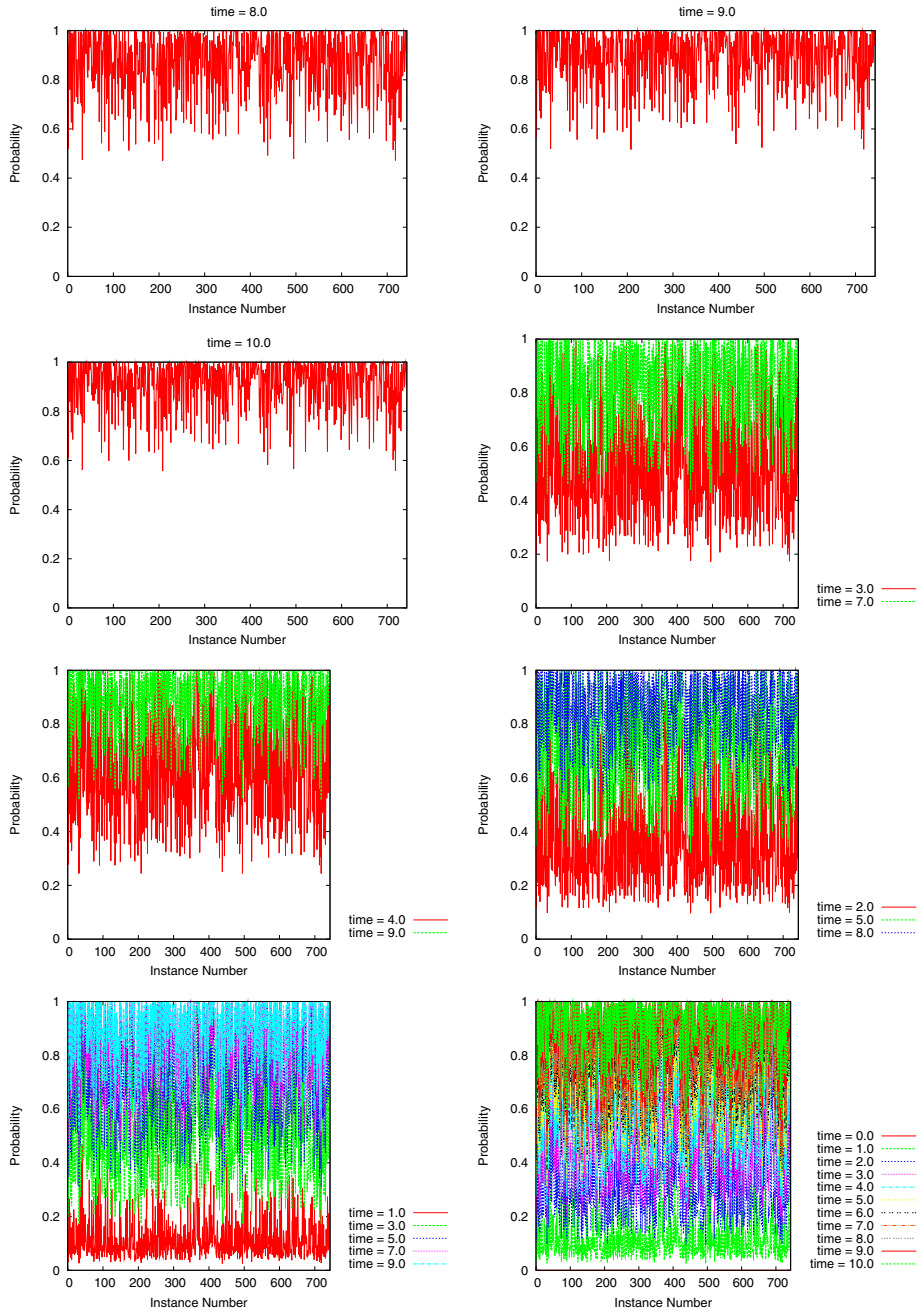 time = 8.0
1
0.8
0.6
0.4
0.2
0
Probability
0 100 200 300 400 500 600 700
Instance Number
time = 9.0
1
0.8
0.6
0.4
0.2
0
Probability
0 100 200 300 400 500 600 700
Instance Number
time = 10.0
1
0.8
0.6
0.4
0.2
0
Probability
0 100 200 300 400 500 600 700
Instance Number
1
0.8
0.6
0.4
0.2
0
Probability
0 100 200 300 400 500 600 700
Instance Number
time = 3.0
time = 7.0
1
0.8
0.6
0.4
0.2
0
Probability
0 100 200 300 400 500 600 700
Instance Number
time = 4.0
time = 9.0
1
0.8
0.6
0.4
0.2
0
Probability
0 100 200 300 400 500 600 700
Instance Number
time = 2.0
time = 5.0
time = 8.0
1
0.8
0.6
0.4
0.2
0
Probability
0 100 200 300 400 500 600 700
Instance Number
time = 1.0
time = 3.0
time = 5.0
time = 7.0
time = 9.0
1
0.8
0.6
0.4
0.2
0
Probability
0 100 200 300 400 500 600 700
Instance Number
time = 0.0
time = 1.0
time = 2.0
time = 3.0
time = 4.0
time = 5.0
time = 6.0
time = 7.0
time = 8.0
time = 9.0
time = 10.0